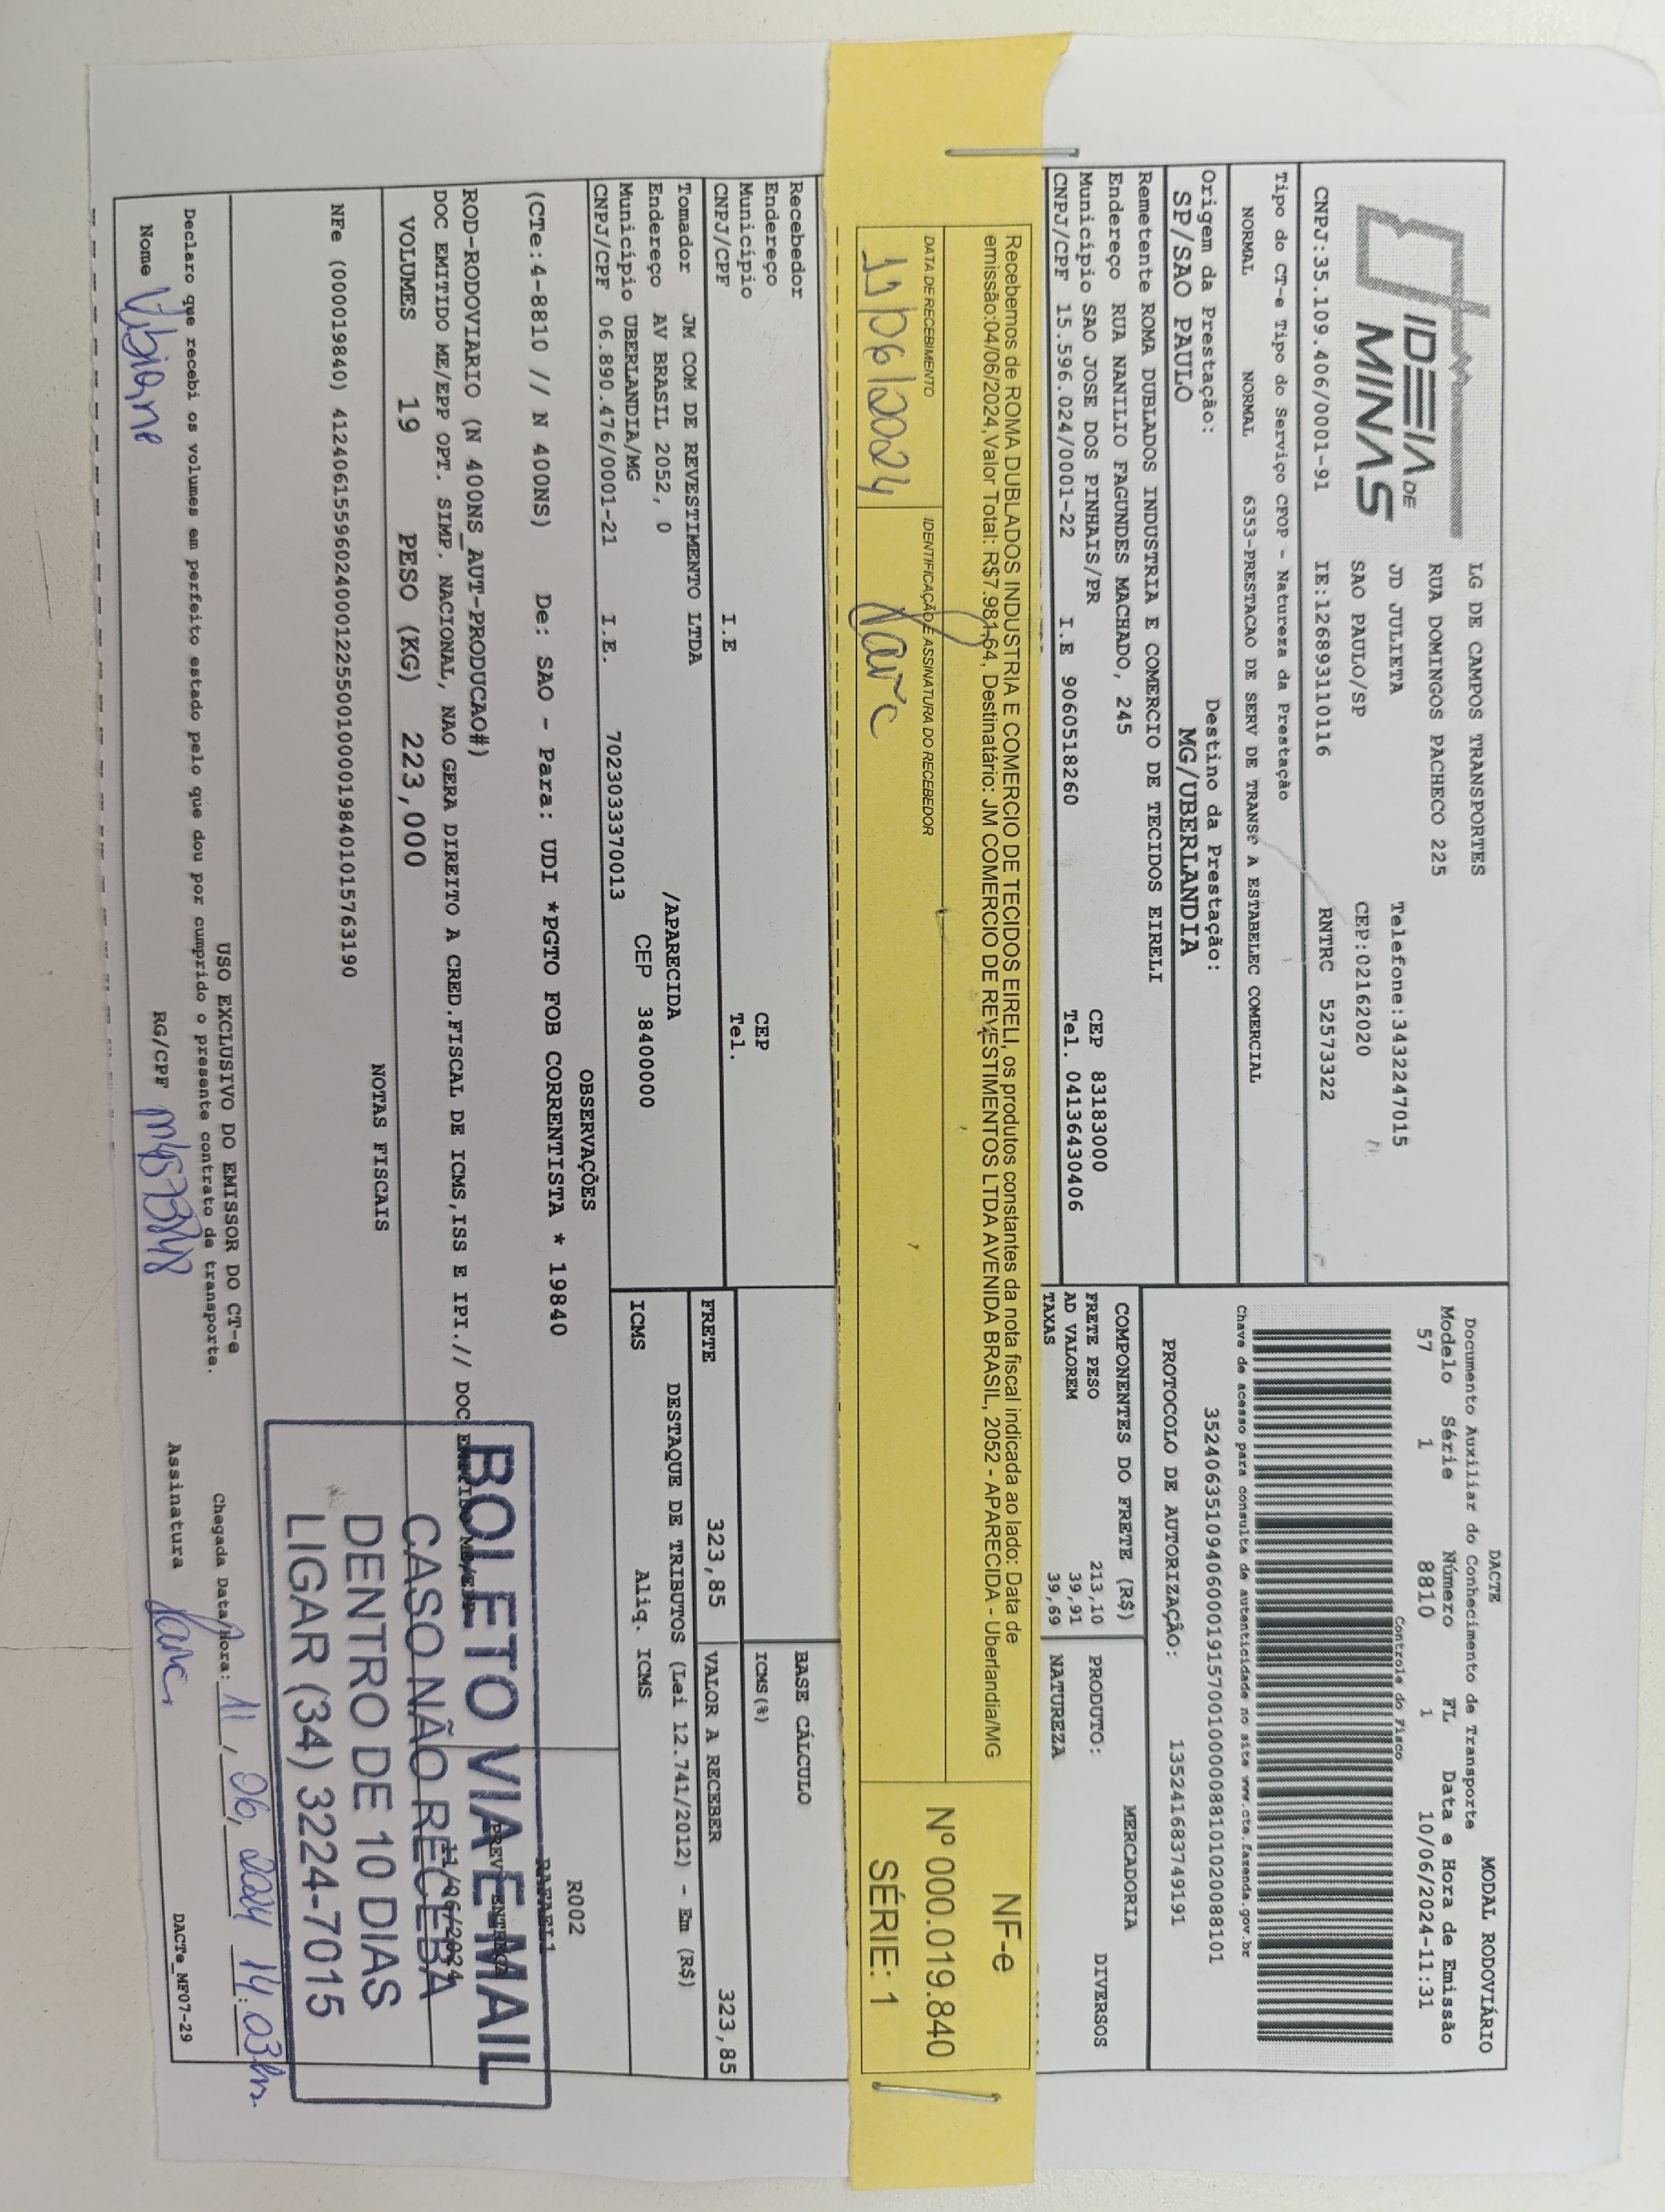 IDEIA DE
MINAS
LG DE CAMPOS TRANSPORTES
RUA DOMINGOS PACHECO 225
JD JULIETA Telefone:3432247015
SAO PAULO/SP CEP:02162020
CNPJ:35.109.406/0001-91 IE:126893110116 RNTRC 52573322
DACTE MODAL RODOVIÁRIO
Documento Auxiliar do Conhecimento de Transporte
Modelo Série Número FL Data e Hora de Emissão
57 1 8810 1 10/06/2024-11:31
Controle do Fisco
Chave de acesso para consulta de autenticidade no site www.cte.fazenda.gov.br
35240635109406000191570010000088101020088101
PROTOCOLO DE AUTORIZAÇÃO: 135241683749191
Tipo do CT-e Tipo do Serviço CFOP - Natureza da Prestação
NORMAL NORMAL 6353-PRESTACAO DE SERV DE TRANSP A ESTABELEC COMERCIAL
Origem da Prestação: Destino da Prestação:
SP/SAO PAULO MG/UBERLANDIA
Remetente ROMA DUBLADOS INDUSTRIA E COMERCIO DE TECIDOS EIRELI
Endereço RUA NANILIO FAGUNDES MACHADO, 245
Município SAO JOSE DOS PINHAIS/PR CEP 83183000
CNPJ/CPF 15.596.024/0001-22 I.E 9060518260 Tel. 04136430406
COMPONENTES DO FRETE (R$) MERCADORIA
FRETE PESO 213,10 PRODUTO: DIVERSOS
AD VALOREM 39,91
TAXAS 39,69 NATUREZA
Recebemos de ROMA DUBLADOS INDUSTRIA E COMERCIO DE TECIDOS EIRELI, os produtos constantes da nota fiscal indicada ao lado: Data de
emissão:04/06/2024,Valor Total: R$7.981,64, Destinatário: JM COMERCIO DE REVESTIMENTOS LTDA AVENIDA BRASIL, 2052 - APARECIDA - Uberlandia/MG
DATA DE RECEBIMENTO IDENTIFICAÇÃO E ASSINATURA DO RECEBEDOR
11/06/2024
NF-e
Nº 000.019.840
SÉRIE: 1
Recebedor
Endereço CEP
Município Tel.
CNPJ/CPF I.E
BASE CÁLCULO
ICMS(%)
Tomador JM COM DE REVESTIMENTO LTDA
Endereço AV BRASIL 2052, 0 /APARECIDA
Município UBERLANDIA/MG CEP 38400000
CNPJ/CPF 06.890.476/0001-21 I.E. 7023033370013
FRETE 323,85 VALOR A RECEBER 323,85
DESTAQUE DE TRIBUTOS (Lei 12.741/2012) - Em (R$)
ICMS Aliq. ICMS
OBSERVAÇÕES
R002
(CTe:4-8810 // N 400NS) De: SAO - Para: UDI *PGTO FOB CORRENTISTA * 19840
ROD-RODOVIARIO (N 400NS_AUT-PRODUCAO#)
PREV ENTREGA
DOC EMITIDO ME/EPP OPT. SIMP. NACIONAL, NAO GERA DIREITO A CRED.FISCAL DE ICMS,ISS E IPI.// DOC EMITIDO ME/EPP
11/06/2024
VOLUMES 19 PESO (KG) 223,000
NOTAS FISCAIS
NFe (000019840) 41240615596024000122550010000198401015763190
BOLETO VIA E-MAIL
CASO NÃO RECEBA
DENTRO DE 10 DIAS
LIGAR (34) 3224-7015
USO EXCLUSIVO DO EMISSOR DO CT-e
Declaro que recebi os volumes em perfeito estado pelo que dou por cumprido o presente contrato de transporte.
Chegada Data/Hora: 11/06/2024 14:03hrs
Nome RG/CPF Assinatura
DACTe_MF07-29